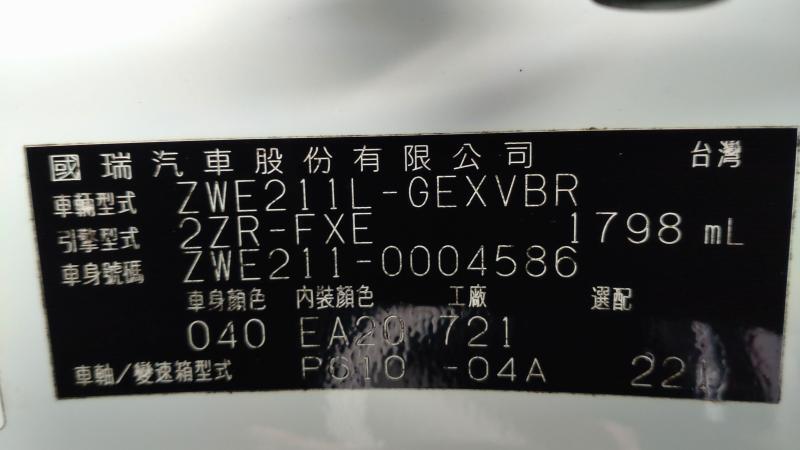 國瑞汽車股份有限公司 台灣
車輛型式 ZWE211L-GEXVBR
引擎型式 2ZR-FXE 1798 mL
車身號碼 ZWE211-0004586
車身顏色 內裝顏色 工廠 選配
040 EA20 721
車軸/變速箱型式 P610 -04A 221